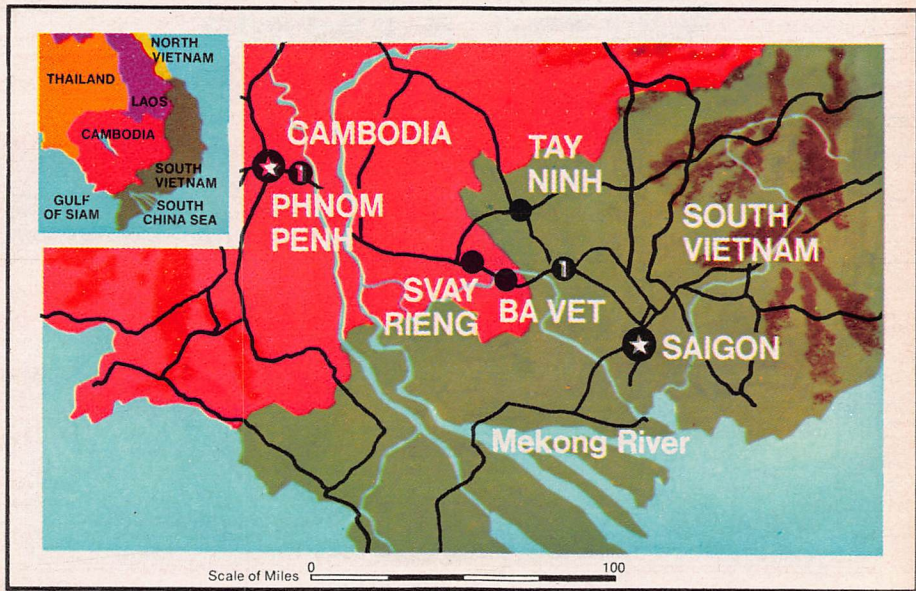 NORTH
VIETNAM
THAILAND
LAOS
CAMBODIA
SOUTH
VIETNAM
GULF
OF SIAM
SOUTH
CHINA SEA
CAMBODIA
1
PHNOM
PENH
TAY
NINH
SOUTH
VIETNAM
SVAY
RIENG
BA VET
1
SAIGON
Mekong River
Scale of Miles 0 100